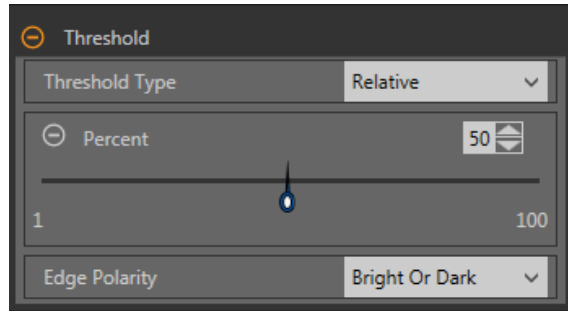 Threshold
Threshold Type Relative
Percent 50
1 100
Edge Polarity Bright Or Dark